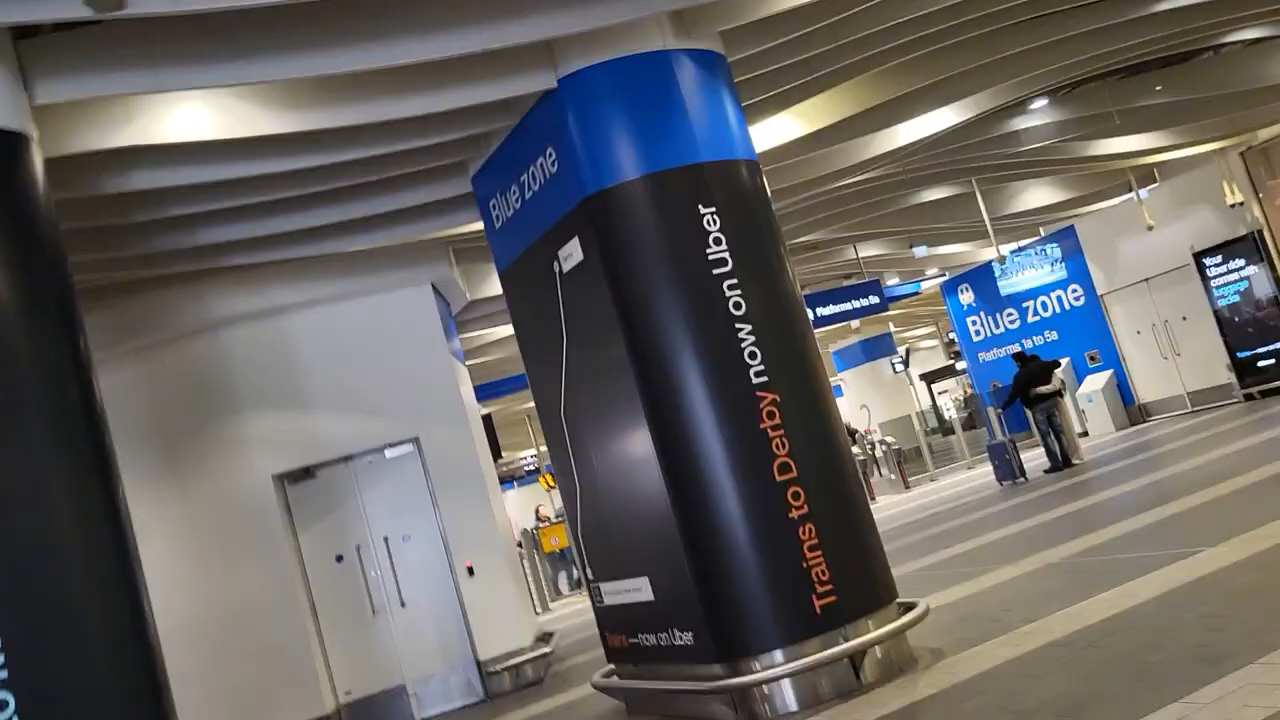 Blue zone
Trains to Derby now on Uber
Trains—now on Uber
Platforms 1a to 5a
Blue zone
Platforms 1a to 5a
Your
Uber ride
comes with
luggage
racks